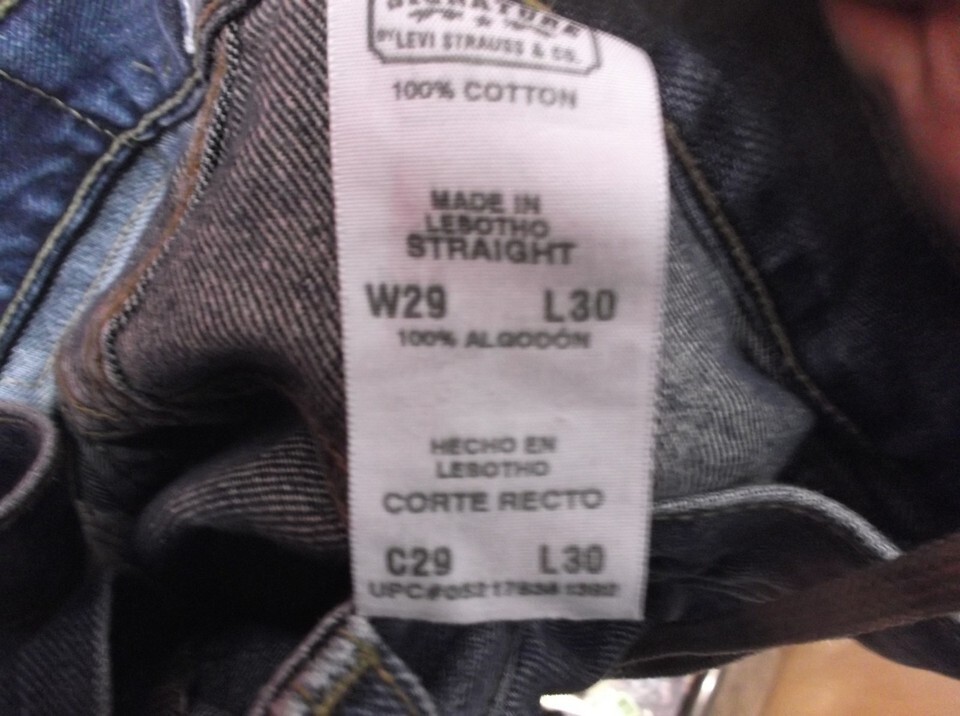 SIGNATURE
BY LEVI STRAUSS & CO.
100% COTTON
MADE IN
LESOTHO
STRAIGHT
W29 L30
100% ALGODÓN
HECHO EN
LESOTHO
CORTE RECTO
C29 L30